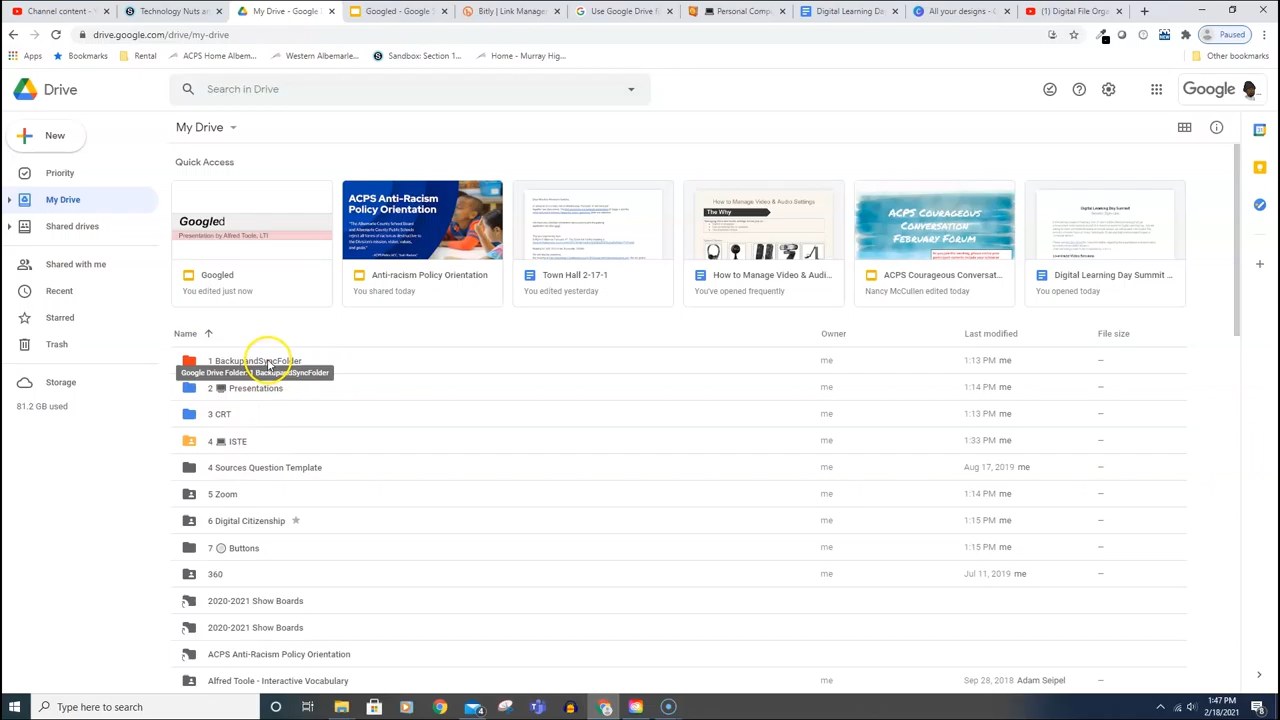 Channel content - Y
Technology Nuts and
My Drive - Google D
Googled - Google S
Bitly | Link Manage
Use Google Drive f
Personal Comp
Digital Learning Da
All your designs - C
(1) Digital File Orga
drive.google.com/drive/my-drive
Paused
Apps
Bookmarks
Rental
ACPS Home Albem...
Western Albemarle...
Sandbox: Section 1...
Home - Murray Hig...
Other bookmarks
Drive
Search in Drive
Google
New
My Drive
Priority
My Drive
Shared drives
Shared with me
Recent
Starred
Trash
Storage
81.2 GB used
Quick Access
Googled
Presentation by Alfred Toole, LTI
ACPS Anti-Racism
Policy Orientation
How to Manage Video & Audio Settings
The Why
ACPS COURAGEOUS
CONVERSATION
FEBRUARY FORUM
Digital Learning Day Summit
Googled
You edited just now
Anti-racism Policy Orientation
You shared today
Town Hall 2-17-1
You edited yesterday
How to Manage Video & Audi...
You've opened frequently
ACPS Courageous Conversat...
Nancy McCullen edited today
Digital Learning Day Summit ...
You opened today
Name
Owner
Last modified
File size
1 BackupandSyncFolder me 1:13 PM me –
Google Drive Folder: 1 BackupandSyncFolder
2 Presentations me 1:14 PM me –
3 CRT me 1:13 PM me –
4 ISTE me 1:33 PM me –
4 Sources Question Template me Aug 17, 2019 me –
5 Zoom me 1:14 PM me –
6 Digital Citizenship me 1:15 PM me –
7 Buttons me 1:15 PM me –
360 me Jul 11, 2019 me –
2020-2021 Show Boards
2020-2021 Show Boards
ACPS Anti-Racism Policy Orientation
Alfred Toole - Interactive Vocabulary me Sep 28, 2018 Adam Seipel
Type here to search
1:47 PM
2/18/2021